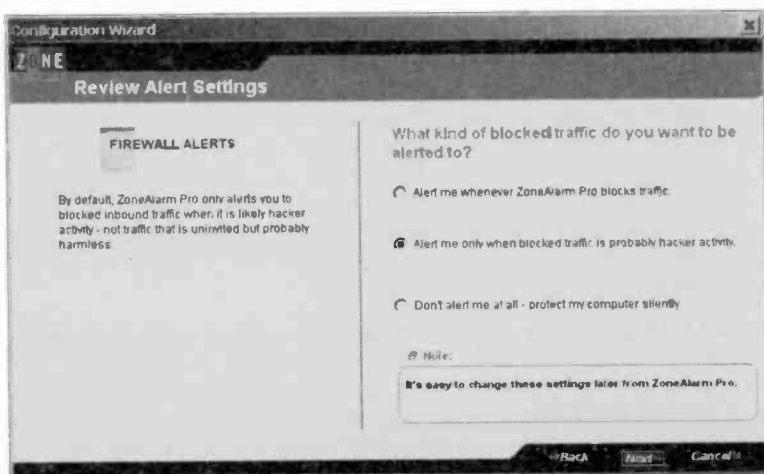 Configuration Wizard
ZONE
Review Alert Settings
FIREWALL ALERTS
By default, ZoneAlarm Pro only alerts you to
blocked inbound traffic when it is likely hacker
activity - not traffic that is uninvited but probably
harmless.
What kind of blocked traffic do you want to be
alerted to?
Alert me whenever ZoneAlarm Pro blocks traffic.
Alert me only when blocked traffic is probably hacker activity.
Don't alert me at all - protect my computer silently
Note:
It's easy to change these settings later from ZoneAlarm Pro.
Back
Next
Cancel